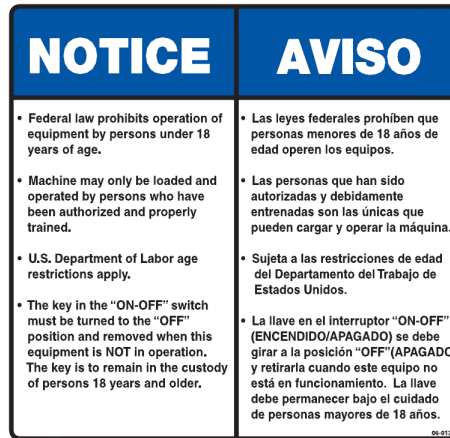 NOTICE
• Federal law prohibits operation of
equipment by persons under 18
years of age.
• Machine may only be loaded and
operated by persons who have
been authorized and properly
trained.
• U.S. Department of Labor age
restrictions apply.
• The key in the “ON-OFF” switch
must be turned to the “OFF”
position and removed when this
equipment is NOT in operation.
The key is to remain in the custody
of persons 18 years and older.
AVISO
• Las leyes federales prohíben que
personas menores de 18 años de
edad operen los equipos.
• Las personas que han sido
autorizadas y debidamente
entrenadas son las únicas que
pueden cargar y operar la máquina.
• Sujeta a las restricciones de edad
del Departamento del Trabajo de
Estados Unidos.
• La llave en el interruptor “ON-OFF”
(ENCENDIDO/APAGADO) se debe
girar a la posición “OFF”(APAGADO
y retirarla cuando este equipo no
está en funcionamiento. La llave
debe permanecer bajo el cuidado
de personas mayores de 18 años.